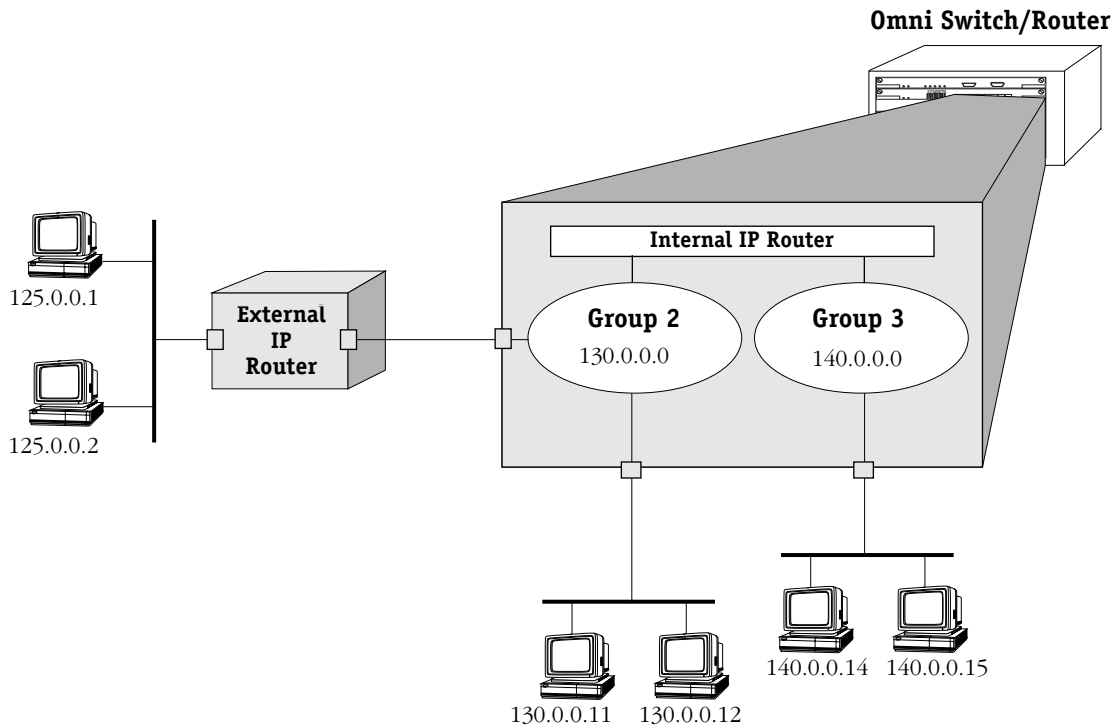 Omni Switch/Router
Internal IP Router
Group 2
130.0.0.0
Group 3
140.0.0.0
External
IP
Router
125.0.0.1
125.0.0.2
130.0.0.11
130.0.0.12
140.0.0.14
140.0.0.15